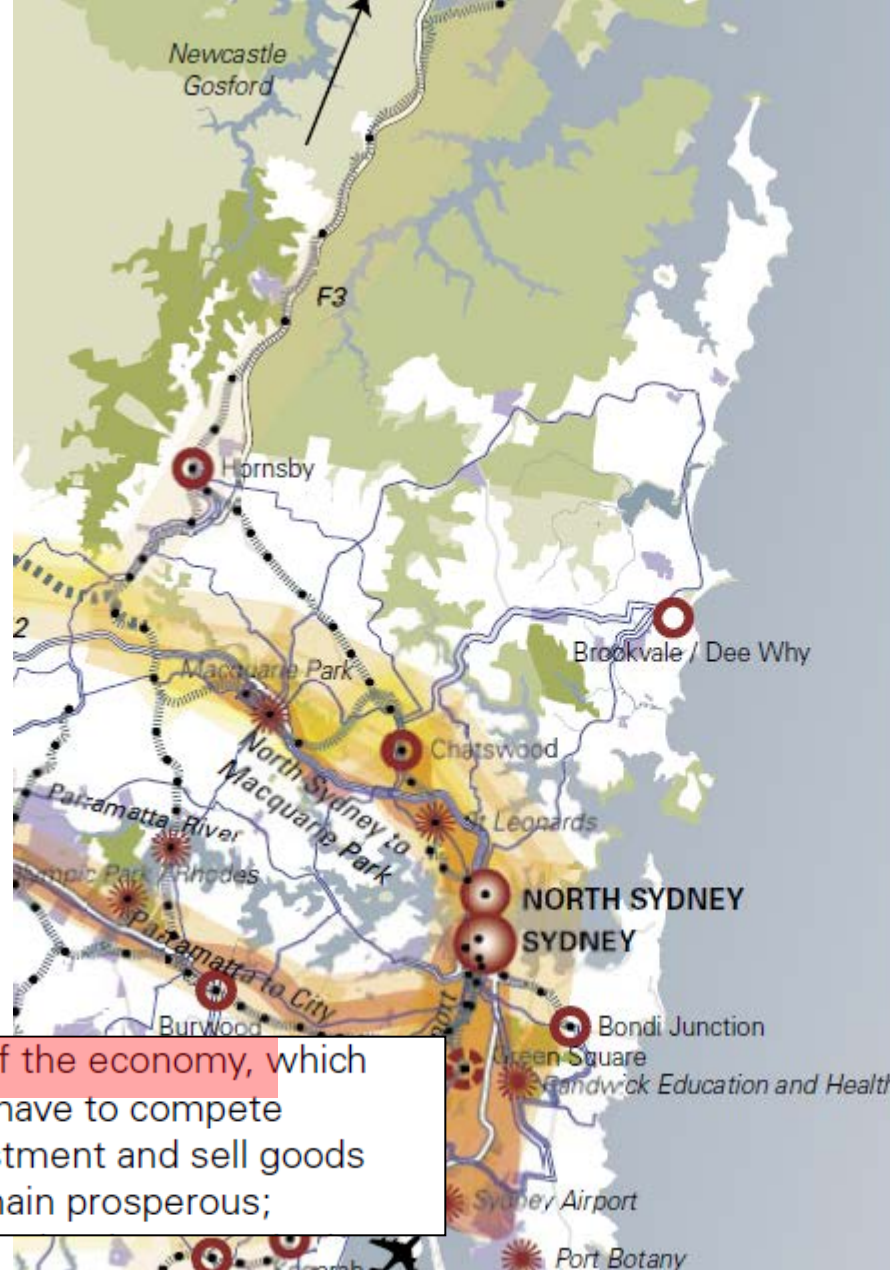 Newcastle
Gosford
F3
Hornsby
2
Brookvale / Dee Why
Macquarie Park
Chatswood
North Sydney to
Macquarie Park
St Leonards
Parramatta River
Olympic Park / Rhodes
NORTH SYDNEY
SYDNEY
Parramatta to City
Burwood
Bondi Junction
Green Square
Randwick Education and Health
of the economy, which
have to compete
stment and sell goods
ain prosperous;
Sydney Airport
Port Botany